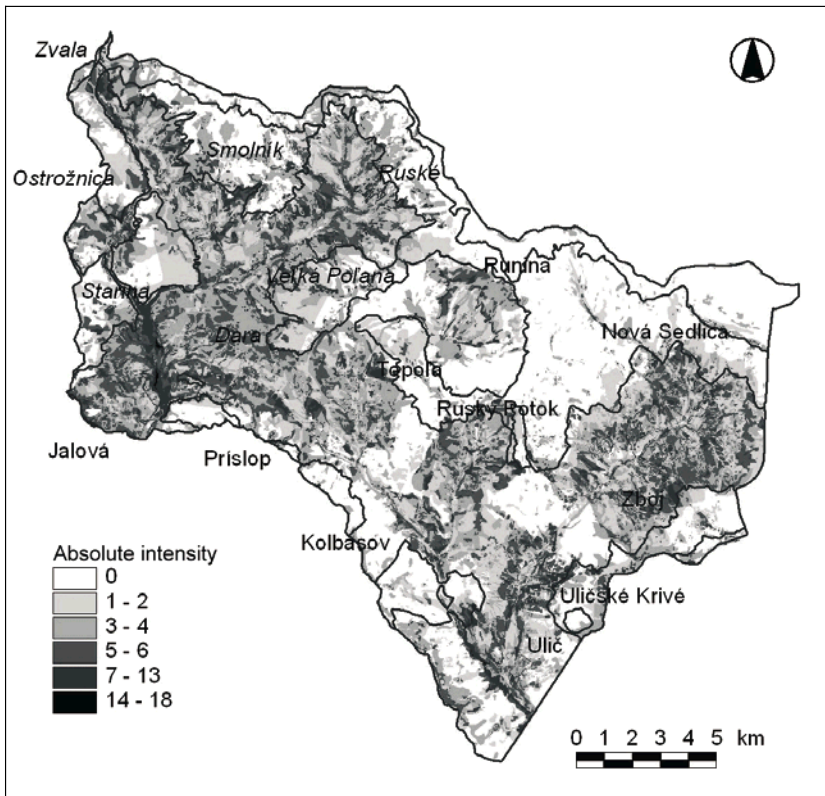 Zvala
Smolník
Ruské
Ostrožnica
Runina
Veľká Poľana
Starina
Nová Sedlica
Dara
Topoľa
Ruský Potok
Jalová
Príslop
Zboj
Kolbasov
Absolute intensity
0
1 - 2
3 - 4
5 - 6
7 - 13
14 - 18
Uličské Krivé
Ulič
0 1 2 3 4 5 km